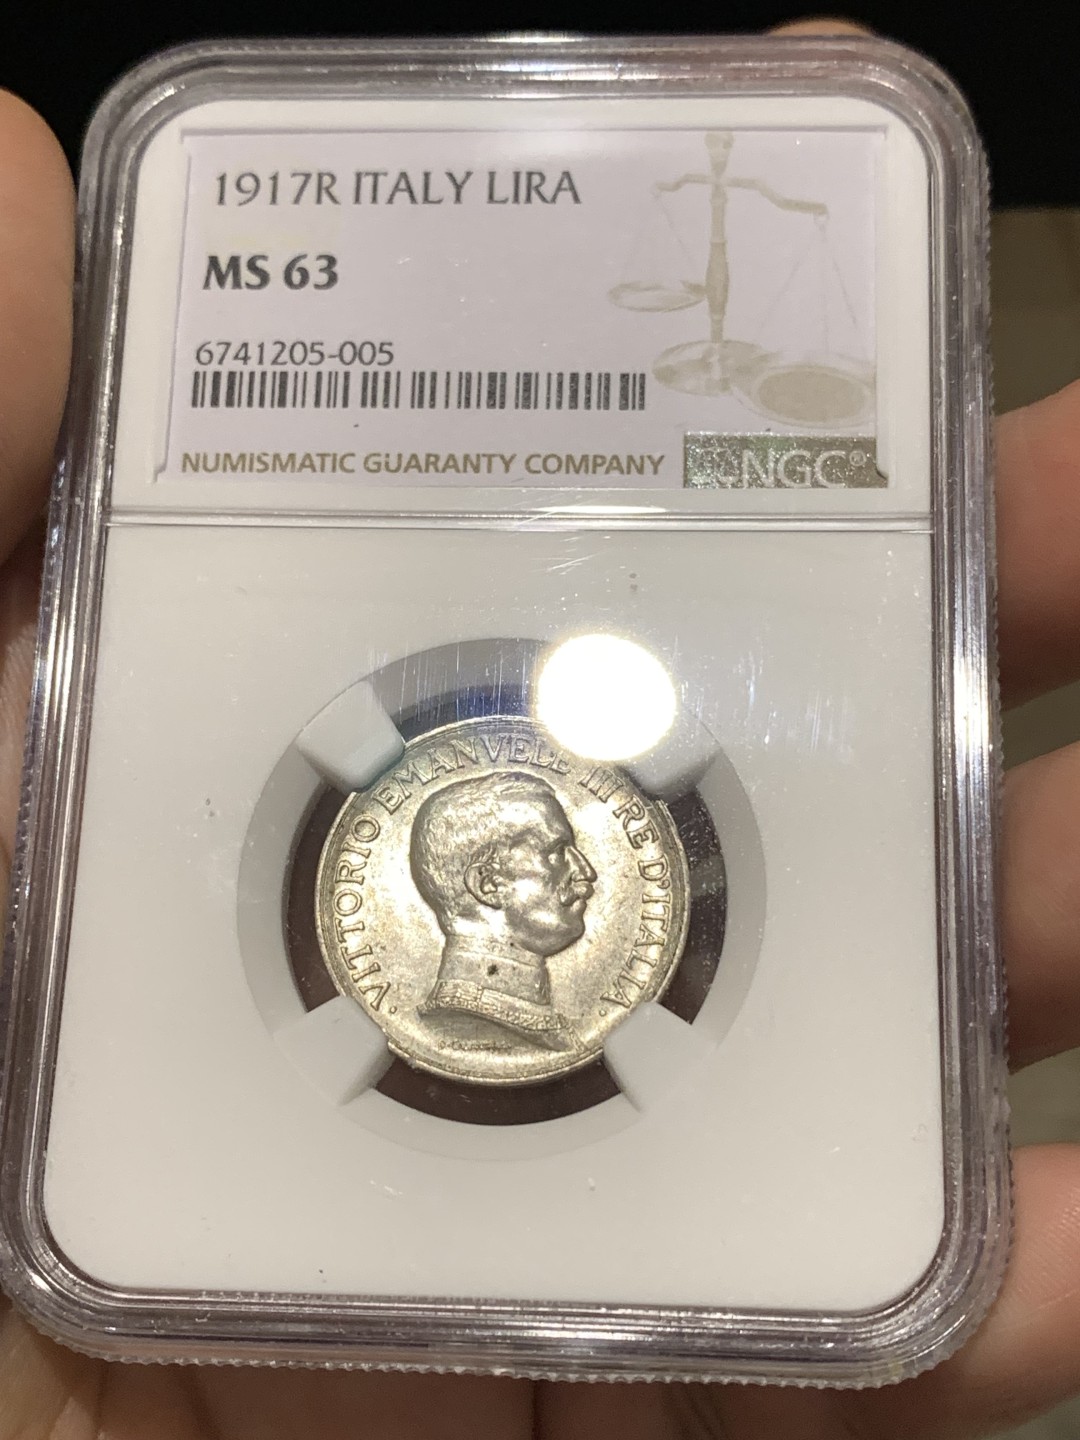 1917R ITALY LIRA
MS 63
6741205-005
NUMISMATIC GUARANTY COMPANY
NGC®
· VITTORIO EMANVELE III RE D'ITALIA ·